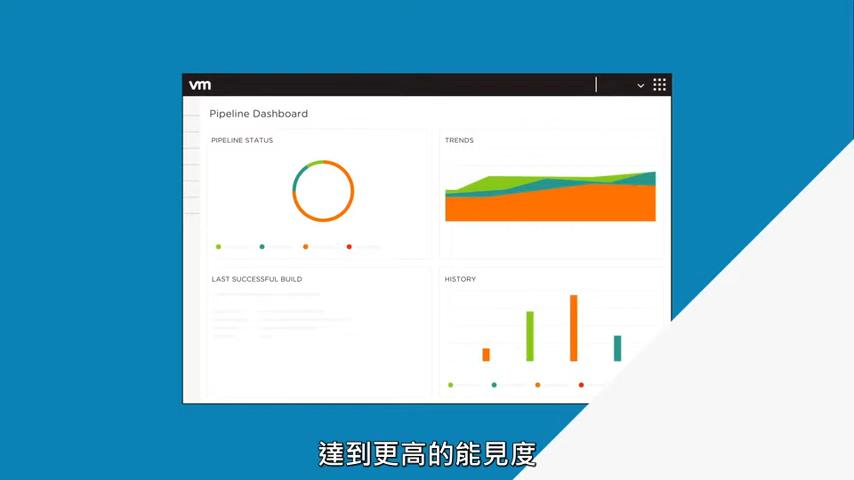 vm
Pipeline Dashboard
PIPELINE STATUS
TRENDS
LAST SUCCESSFUL BUILD
HISTORY
達到更高的能見度